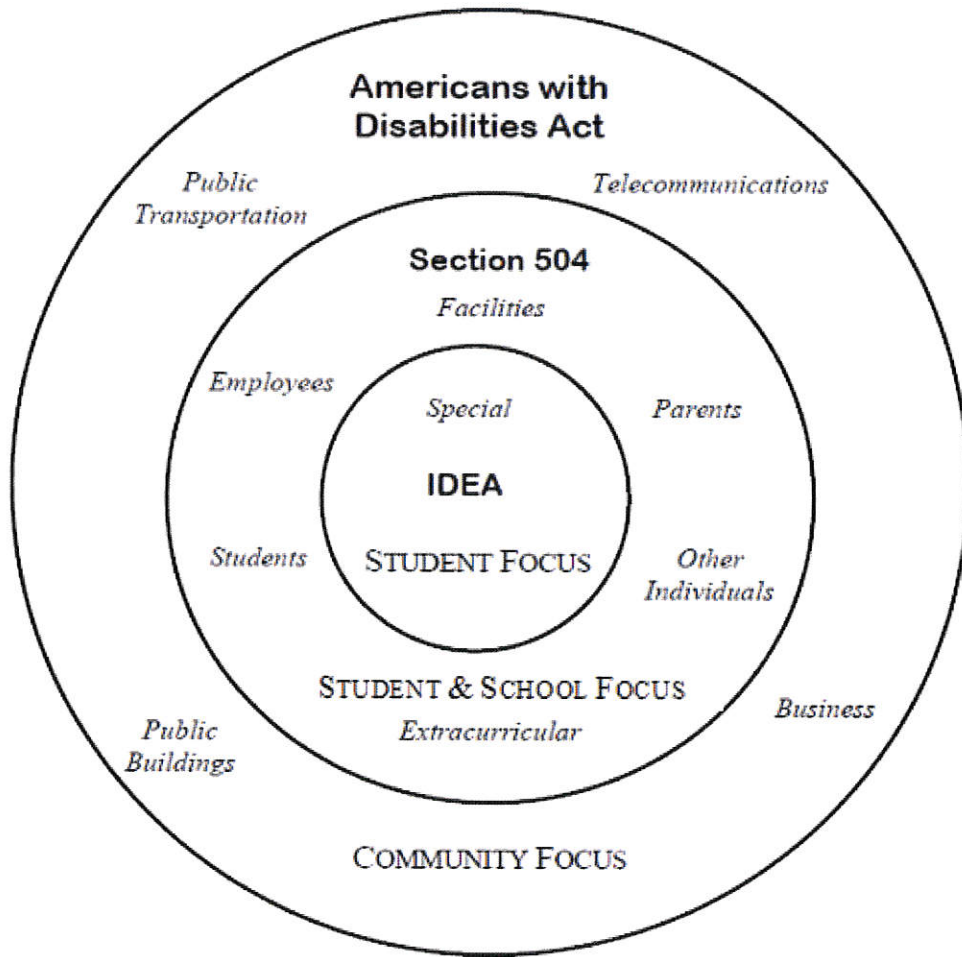 Americans with
Disabilities Act
Public
Transportation
Telecommunications
Section 504
Facilities
Employees
Special
Parents
IDEA
Students
STUDENT FOCUS
Other
Individuals
STUDENT & SCHOOL FOCUS
Extracurricular
Business
Public
Buildings
COMMUNITY FOCUS